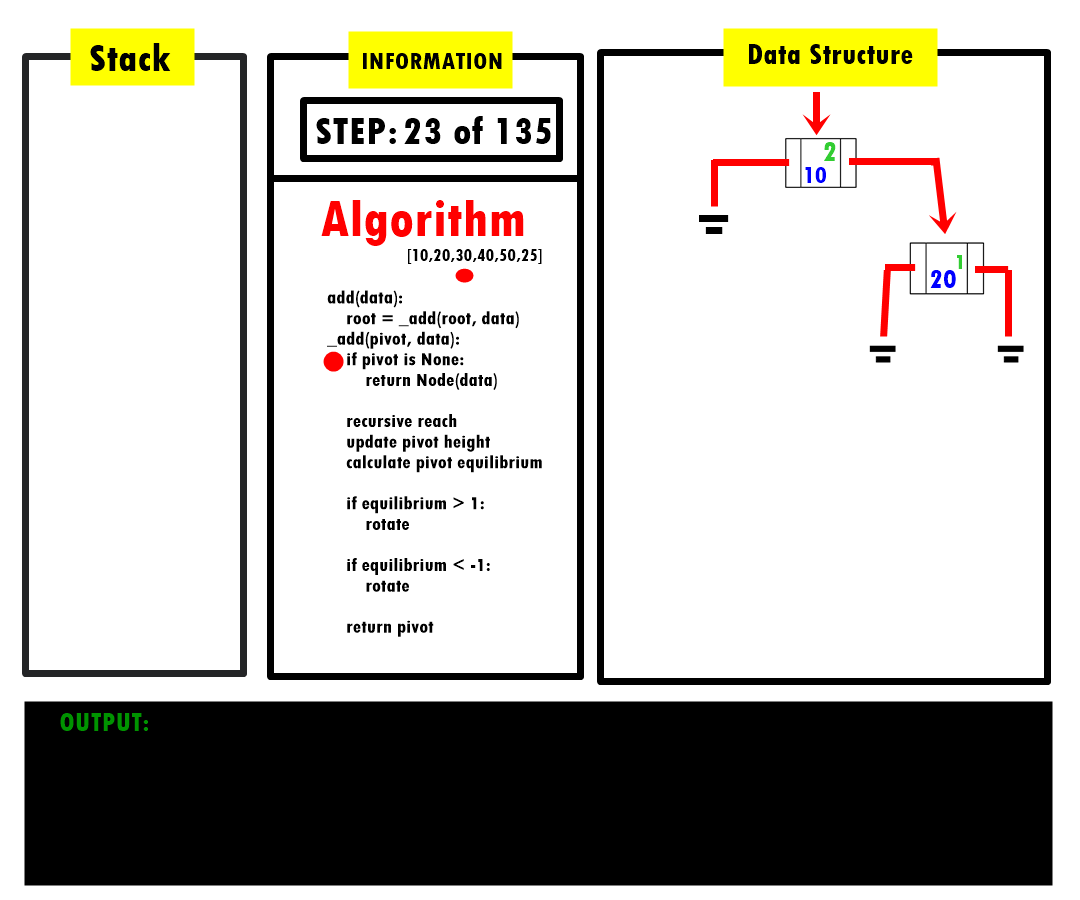 Stack
INFORMATION
STEP: 23 of 135
Algorithm
[10,20,30,40,50,25]
add(data):
root = _add(root, data)
_add(pivot, data):
if pivot is None:
return Node(data)
recursive reach
update pivot height
calculate pivot equilibrium
if equilibrium > 1:
rotate
if equilibrium < -1:
rotate
return pivot
Data Structure
2
10
1
20
OUTPUT: